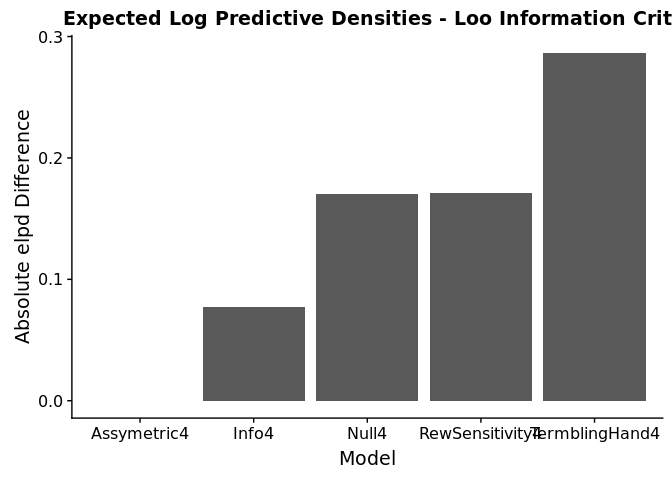 Expected Log Predictive Densities - Loo Information Crit
0.3
0.2
0.1
0.0
Absolute elpd Difference
Assymetric4 Info4 Null4 RewSensitivity4 TermblingHand4
Model